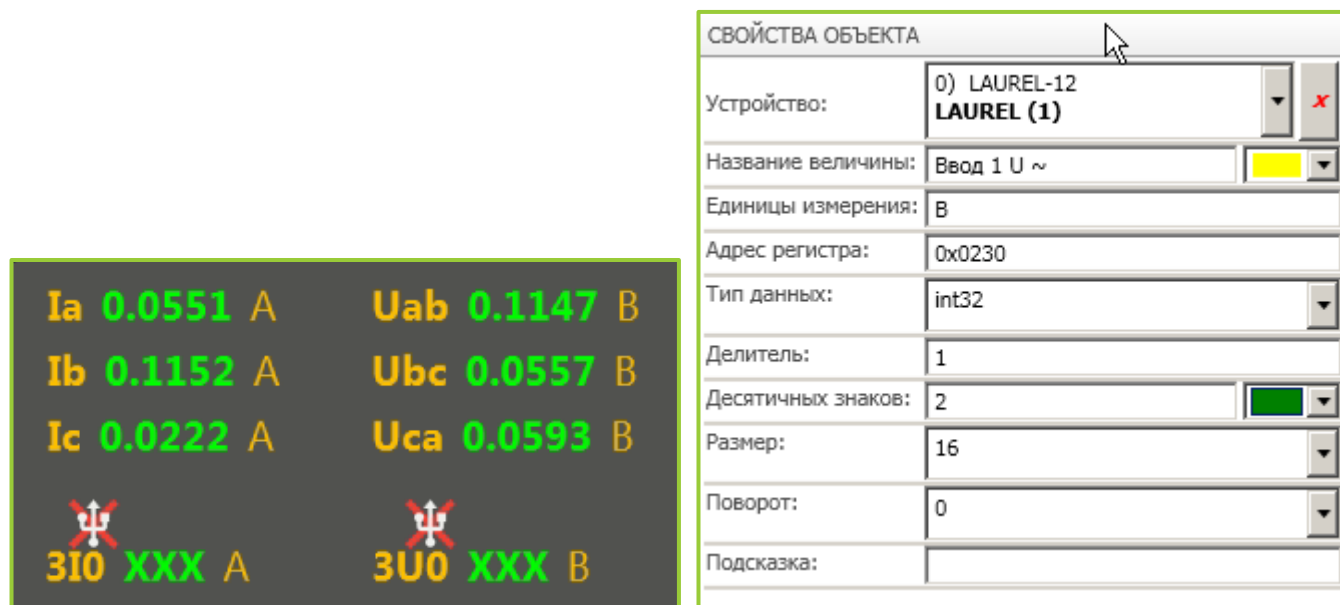 Ia 0.0551 A Uab 0.1147 В
Ib 0.1152 A Ubc 0.0557 В
Ic 0.0222 A Uca 0.0593 В
3I0 XXX A 3U0 XXX В
СВОЙСТВА ОБЪЕКТА
Устройство: 0) LAUREL-12
LAUREL (1) x
Название величины: Ввод 1 U ~
Единицы измерения: В
Адрес регистра: 0x0230
Тип данных: int32
Делитель: 1
Десятичных знаков: 2
Размер: 16
Поворот: 0
Подсказка: